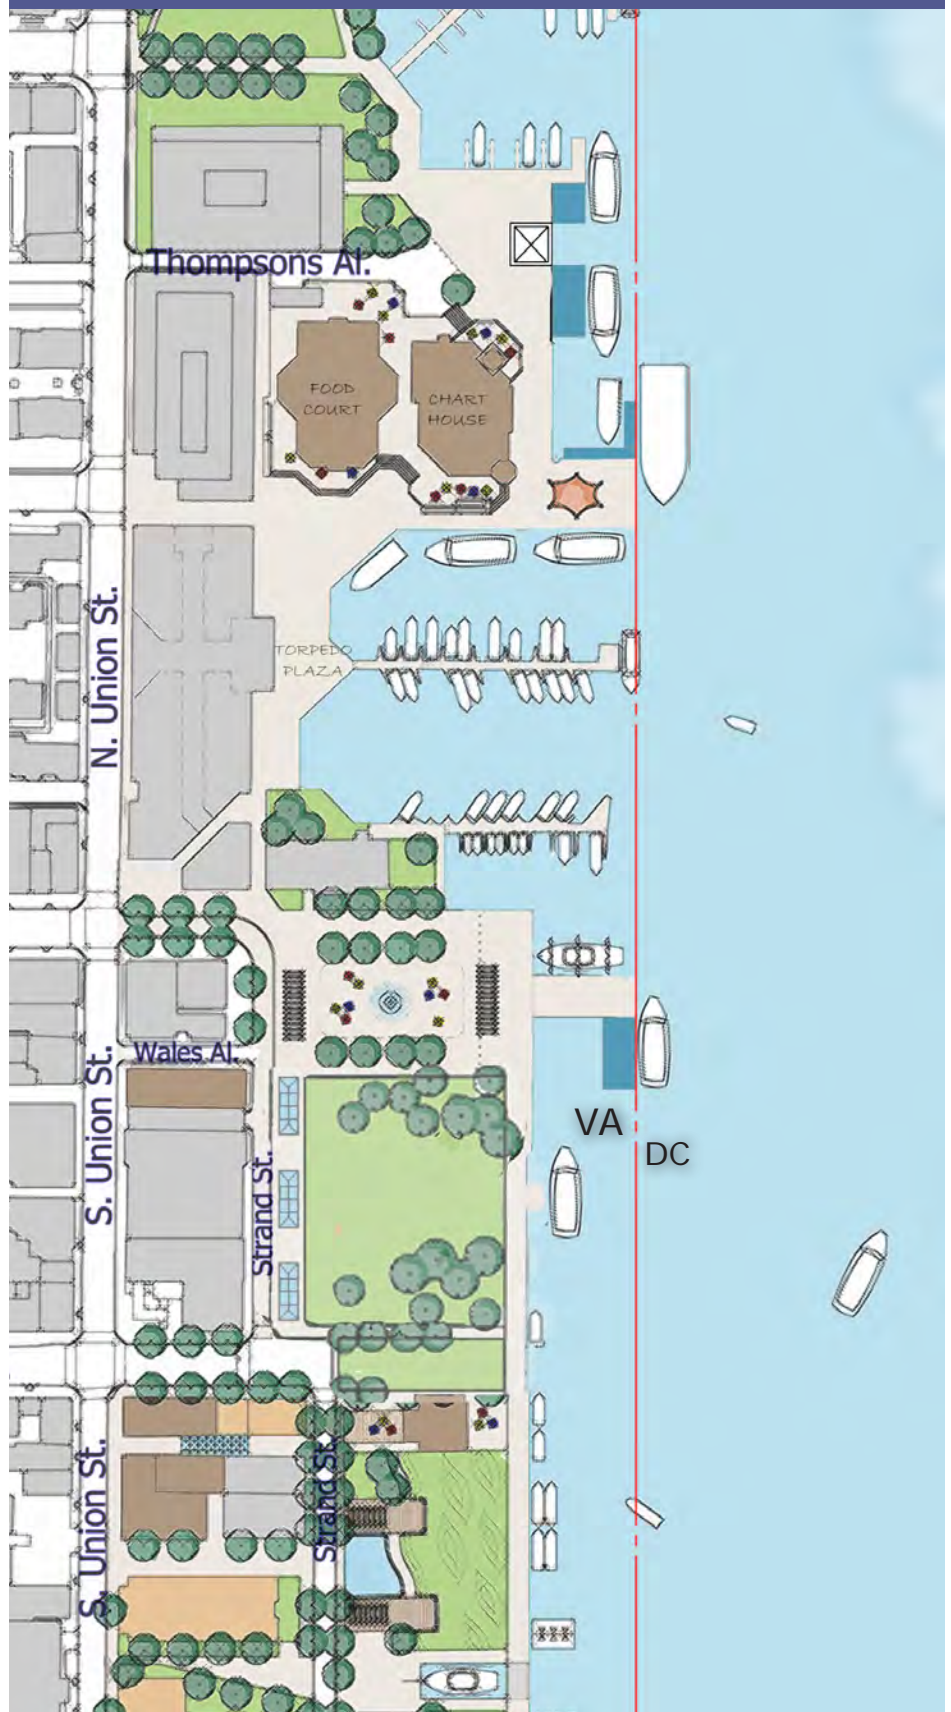 Thompsons Al.
FOOD
COURT
CHART
HOUSE
N. Union St.
TORPEDO
PLAZA
Wales Al.
S. Union St.
Strand St.
VA
DC
S. Union St.
Strand St.